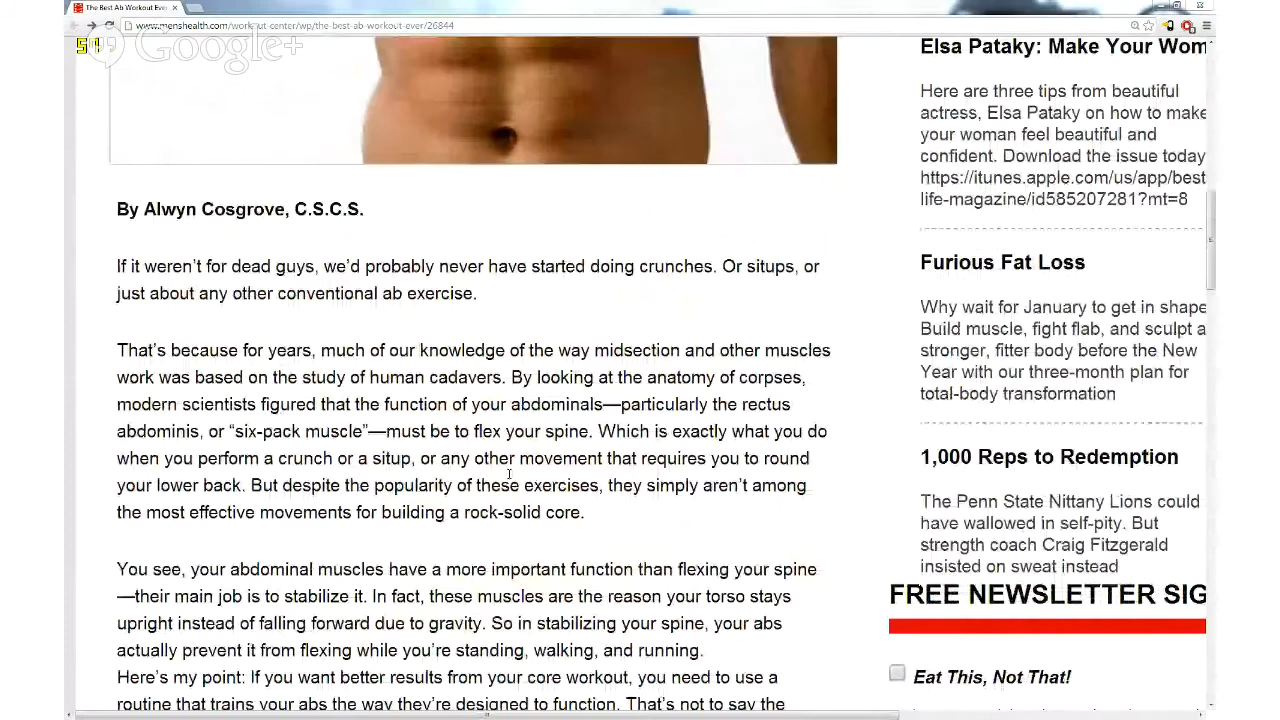 The Best Ab Workout Ever
www.menshealth.com/workout-center/wp/the-best-ab-workout-ever/26844
Google+
By Alwyn Cosgrove, C.S.C.S.
If it weren’t for dead guys, we’d probably never have started doing crunches. Or situps, or
just about any other conventional ab exercise.
That’s because for years, much of our knowledge of the way midsection and other muscles
work was based on the study of human cadavers. By looking at the anatomy of corpses,
modern scientists figured that the function of your abdominals—particularly the rectus
abdominis, or “six-pack muscle”—must be to flex your spine. Which is exactly what you do
when you perform a crunch or a situp, or any other movement that requires you to round
your lower back. But despite the popularity of these exercises, they simply aren’t among
the most effective movements for building a rock-solid core.
You see, your abdominal muscles have a more important function than flexing your spine
—their main job is to stabilize it. In fact, these muscles are the reason your torso stays
upright instead of falling forward due to gravity. So in stabilizing your spine, your abs
actually prevent it from flexing while you’re standing, walking, and running.
Here’s my point: If you want better results from your core workout, you need to use a
routine that trains your abs the way they’re designed to function. That’s not to say the
Elsa Pataky: Make Your Wom
Here are three tips from beautiful
actress, Elsa Pataky on how to make
your woman feel beautiful and
confident. Download the issue today
https://itunes.apple.com/us/app/best
life-magazine/id585207281?mt=8
Furious Fat Loss
Why wait for January to get in shape
Build muscle, fight flab, and sculpt a
stronger, fitter body before the New
Year with our three-month plan for
total-body transformation
1,000 Reps to Redemption
The Penn State Nittany Lions could
have wallowed in self-pity. But
strength coach Craig Fitzgerald
insisted on sweat instead
FREE NEWSLETTER SIG
Eat This, Not That!